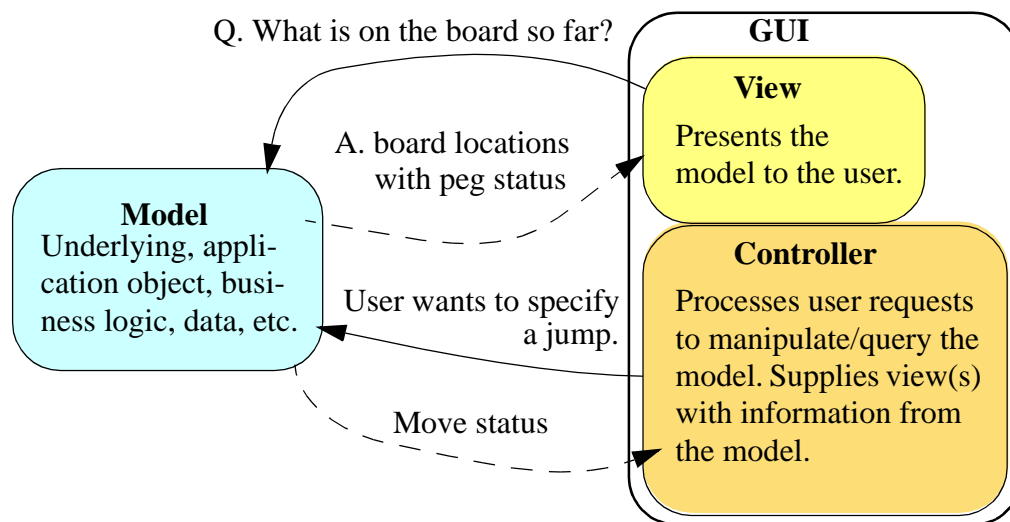 Q. What is on the board so far?
GUI
View
Presents the
model to the user.
A. board locations
with peg status
Model
Underlying, appli-
cation object, busi-
ness logic, data, etc.
Controller
Processes user requests
to manipulate/query the
model. Supplies view(s)
with information from
the model.
User wants to specify
a jump.
Move status